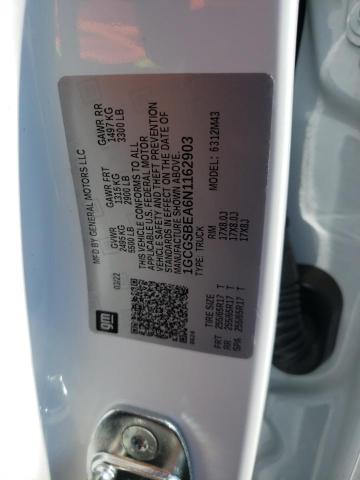 MFD BY GENERAL MOTORS LLC
03/22
GVWR
2495 KG
5500 LB
GAWR FRT
1315 KG
2900 LB
GAWR RR
1497 KG
3300 LB
THIS VEHICLE CONFORMS TO ALL
APPLICABLE U.S. FEDERAL MOTOR
VEHICLE SAFETY AND THEFT PREVENTION
STANDARDS IN EFFECT ON THE DATE OF
MANUFACTURE SHOWN ABOVE.
1GCGSBEA6N1162903
TYPE: TRUCK
6312M43
TIRE SIZE
RIM
FRT 255/65R17 T 17X8.0J
RR 255/65R17 T 17X8.0J
SPA 255/65R17 T 17X8J
gm